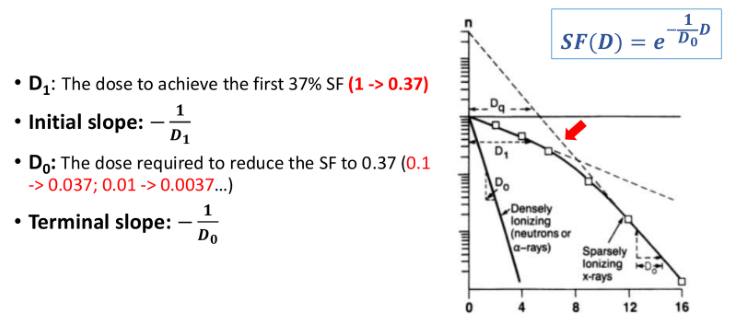 • D₁: The dose to achieve the first 37% SF (1 -> 0.37)
• Initial slope: − 1/D₁
• D₀: The dose required to reduce the SF to 0.37 (0.1
-> 0.037; 0.01 -> 0.0037...)
• Terminal slope: − 1/D₀
SF(D) = e^(−(1/D₀)D)
n
Dq
D₁
D₀
Densely
Ionizing
(neutrons or
α-rays)
Sparsely
Ionizing
x-rays
D₀
0 4 8 12 16